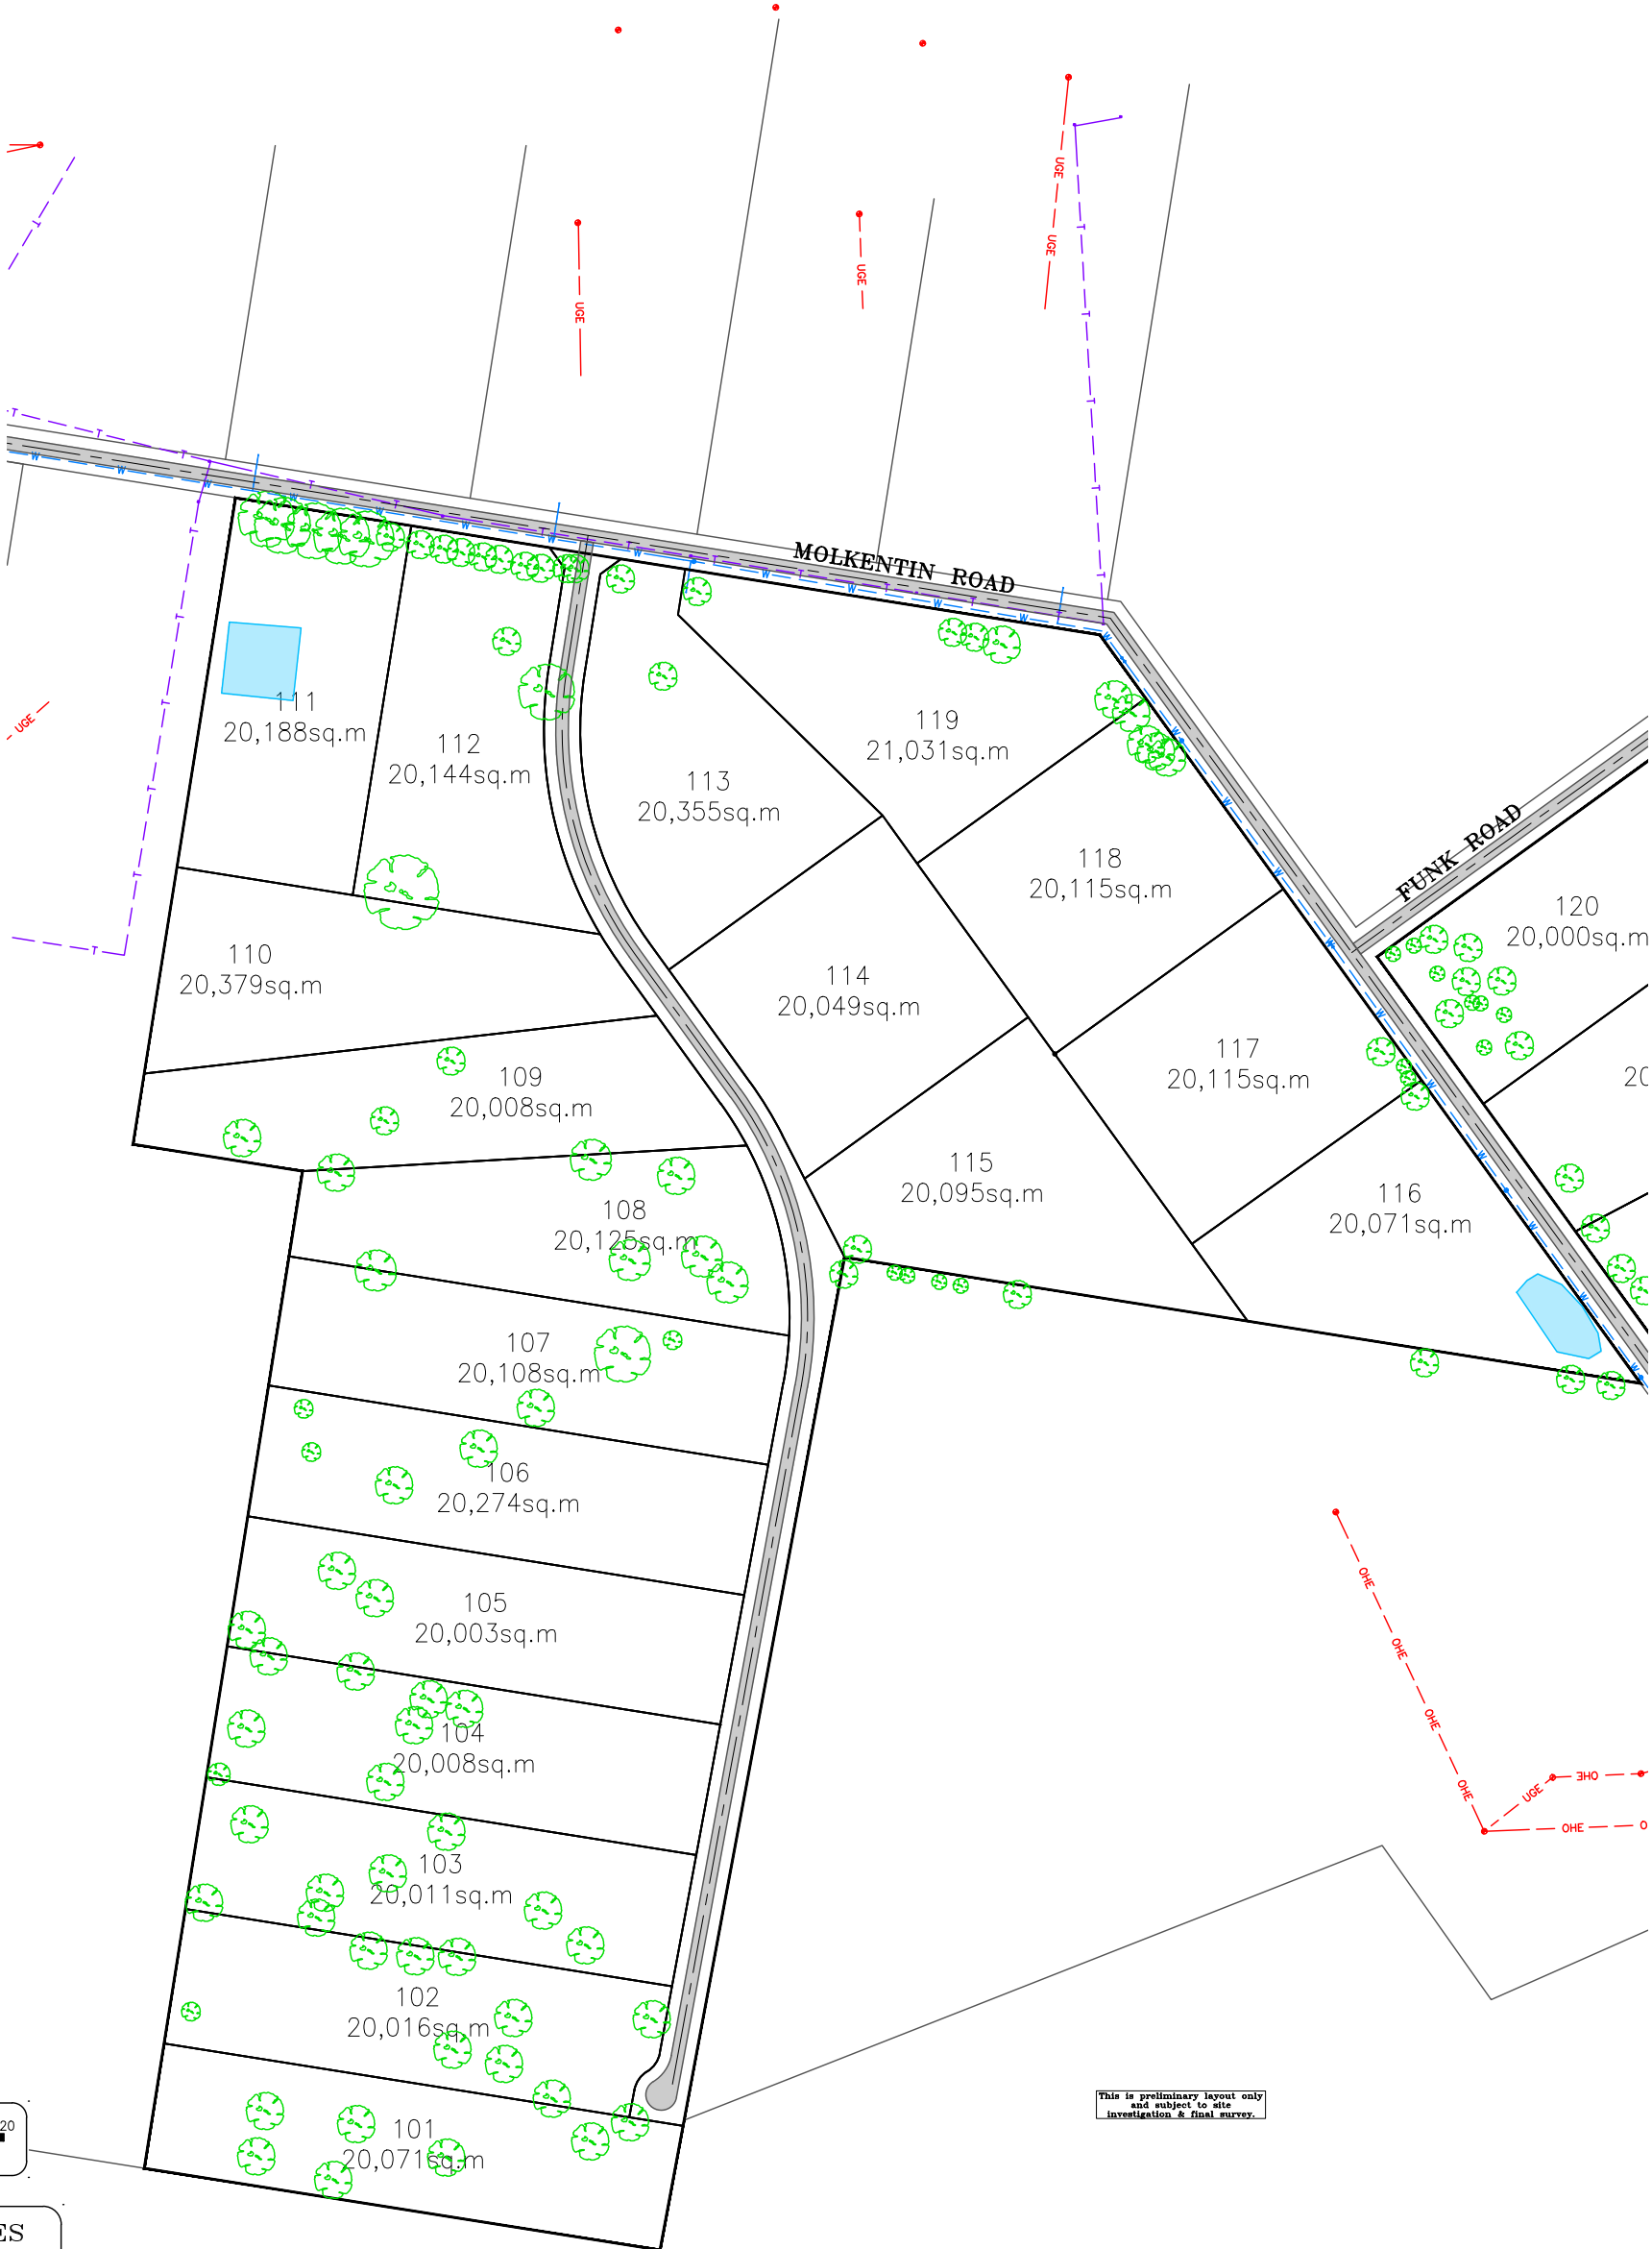 UGE
UGE
UGE
UGE
UGE
T
T
T
T
T
T
T
T
W
W
W
W
W
W
MOLKENTIN ROAD
FUNK ROAD
111
20,188sq.m
112
20,144sq.m
113
20,355sq.m
119
21,031sq.m
118
20,115sq.m
120
20,000sq.m
110
20,379sq.m
114
20,049sq.m
117
20,115sq.m
20
109
20,008sq.m
115
20,095sq.m
116
20,071sq.m
108
20,125sq.m
107
20,108sq.m
106
20,274sq.m
105
20,003sq.m
104
20,008sq.m
103
20,011sq.m
102
20,016sq.m
101
20,071sq.m
OHE
OHE
OHE
OHE
UGE
OHE
OHE
O
This is preliminary layout only
and subject to site
investigation & final survey.
20
ES